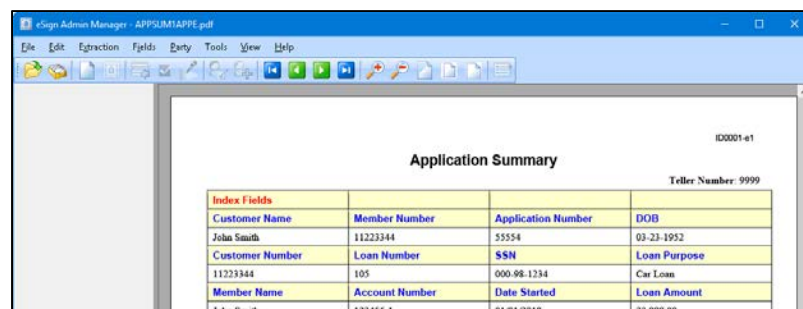 eSign Admin Manager - APPSUM1APPE.pdf
File Edit Extraction Fields Party Tools View Help
ID0001-e1
Application Summary
Teller Number: 9999
Index Fields
Customer Name Member Number Application Number DOB
John Smith 11223344 55554 03-23-1952
Customer Number Loan Number SSN Loan Purpose
11223344 105 000-98-1234 Car Loan
Member Name Account Number Date Started Loan Amount